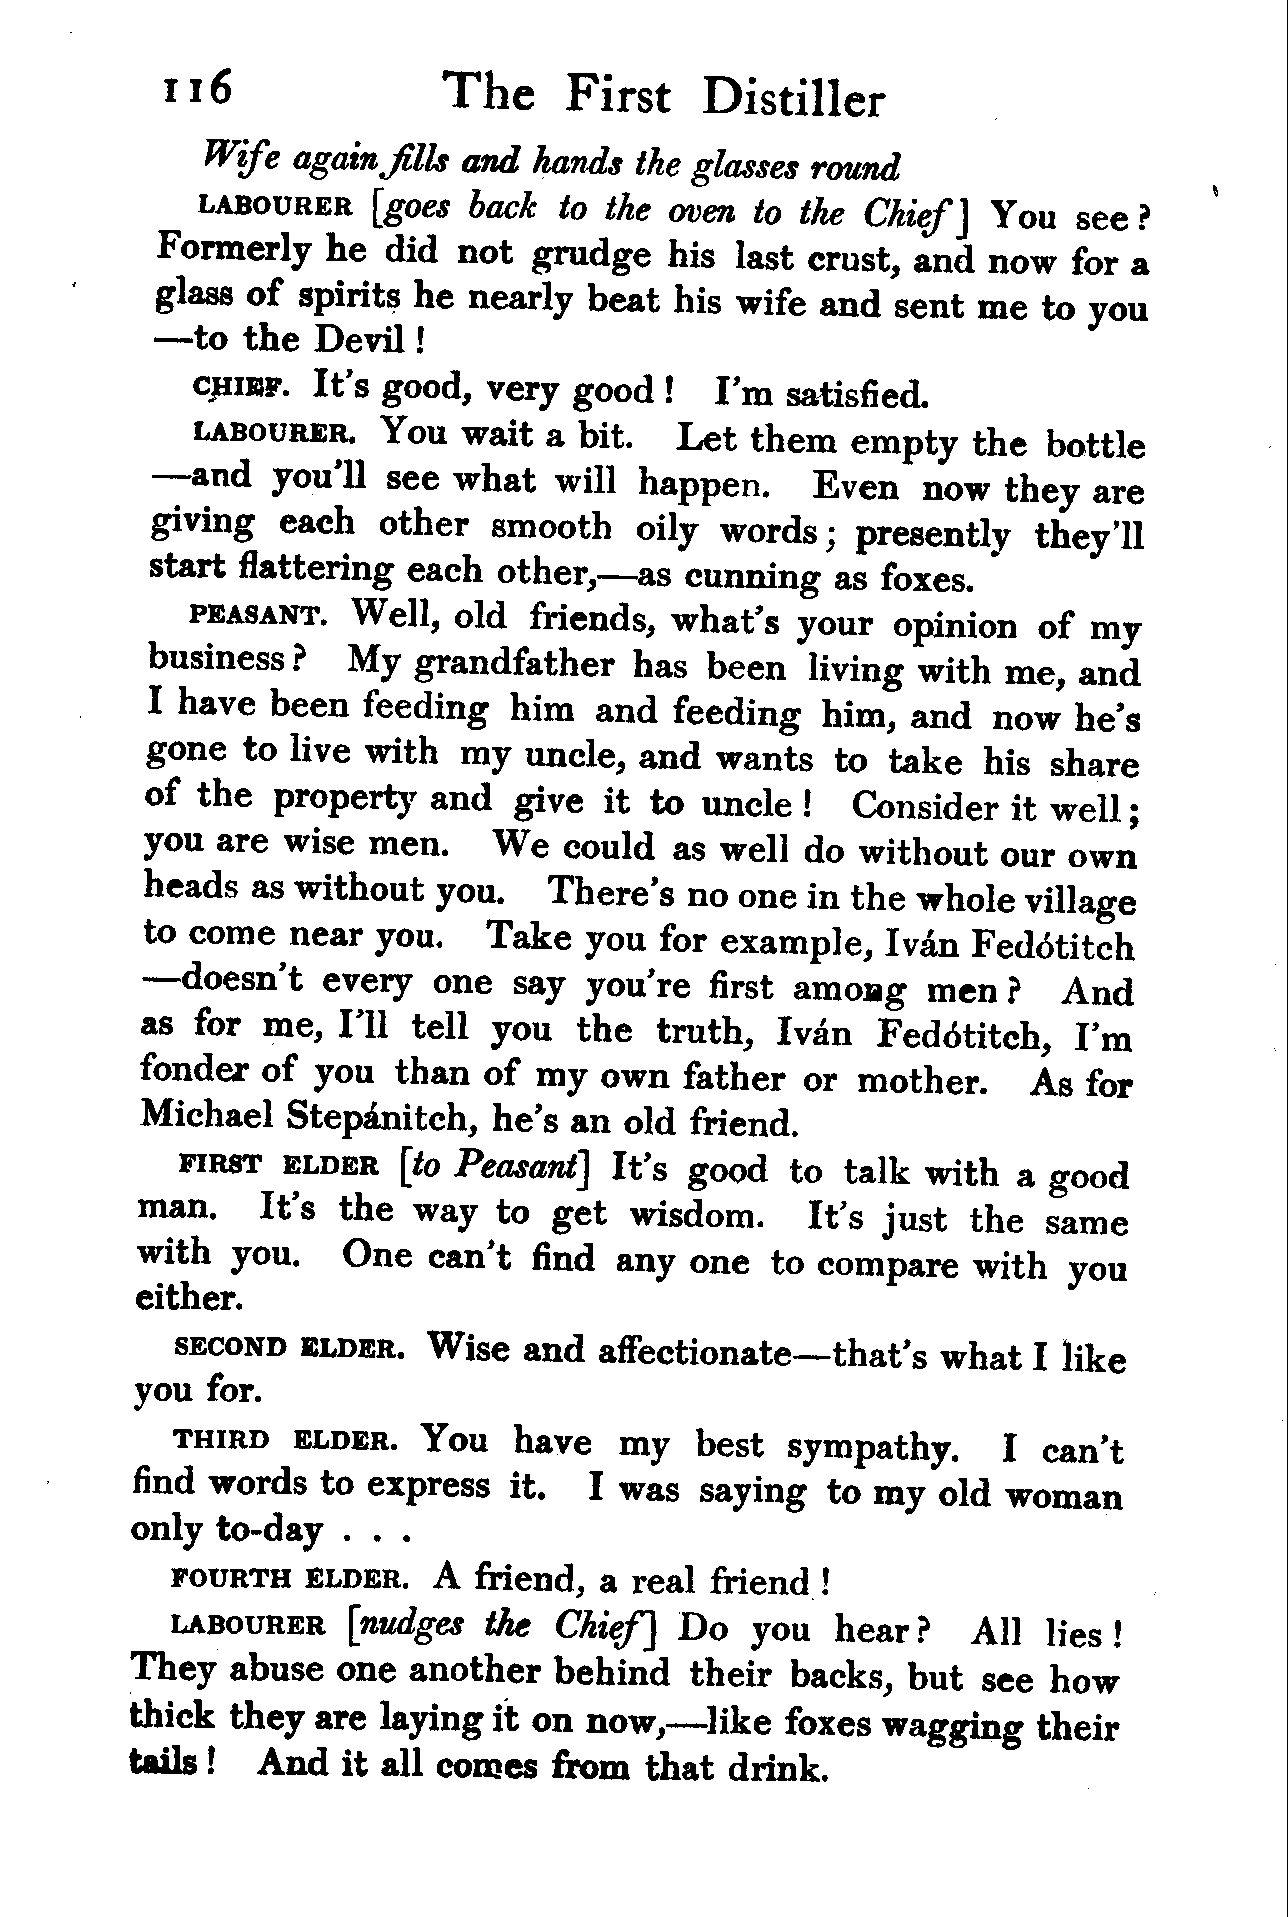 116 The First Distiller
Wife again fills and hands the glasses round
LABOURER [goes back to the oven to the Chief] You see?
Formerly he did not grudge his last crust, and now for a
glass of spirits he nearly beat his wife and sent me to you
—to the Devil!
CHIEF. It's good, very good! I'm satisfied.
LABOURER. You wait a bit. Let them empty the bottle
—and you'll see what will happen. Even now they are
giving each other smooth oily words; presently they'll
start flattering each other,—as cunning as foxes.
PEASANT. Well, old friends, what's your opinion of my
business? My grandfather has been living with me, and
I have been feeding him and feeding him, and now he's
gone to live with my uncle, and wants to take his share
of the property and give it to uncle! Consider it well;
you are wise men. We could as well do without our own
heads as without you. There's no one in the whole village
to come near you. Take you for example, Iván Fedótitch
—doesn't every one say you're first among men? And
as for me, I'll tell you the truth, Iván Fedótitch, I'm
fonder of you than of my own father or mother. As for
Michael Stepánitch, he's an old friend.
FIRST ELDER [to Peasant] It's good to talk with a good
man. It's the way to get wisdom. It's just the same
with you. One can't find any one to compare with you
either.
SECOND ELDER. Wise and affectionate—that's what I like
you for.
THIRD ELDER. You have my best sympathy. I can't
find words to express it. I was saying to my old woman
only to-day . . .
FOURTH ELDER. A friend, a real friend!
LABOURER [nudges the Chief] Do you hear? All lies!
They abuse one another behind their backs, but see how
thick they are laying it on now,—like foxes wagging their
tails! And it all comes from that drink.